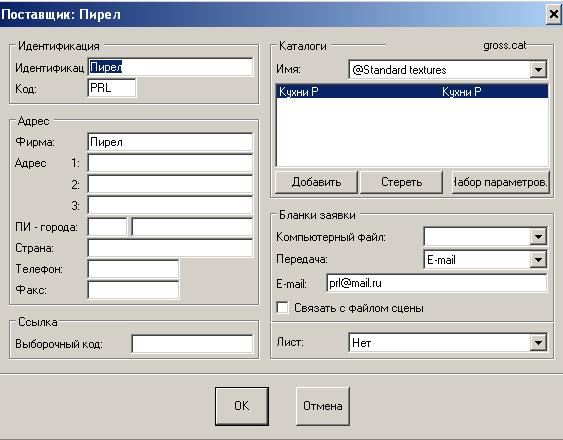 Поставщик: Пирел
Идентификация
Идентификац Пирел
Код: PRL
Адрес
Фирма: Пирел
Адрес 1:
2:
3:
ПИ - города:
Страна:
Телефон:
Факс:
Ссылка
Выборочный код:
Каталоги gross.cat
Имя: @Standard textures
Кухни Р Кухни Р
Добавить Стереть Набор параметров.
Бланки заявки
Компьютерный файл:
Передача: E-mail
E-mail: prl@mail.ru
Связать с файлом сцены
Лист: Нет
OK Отмена